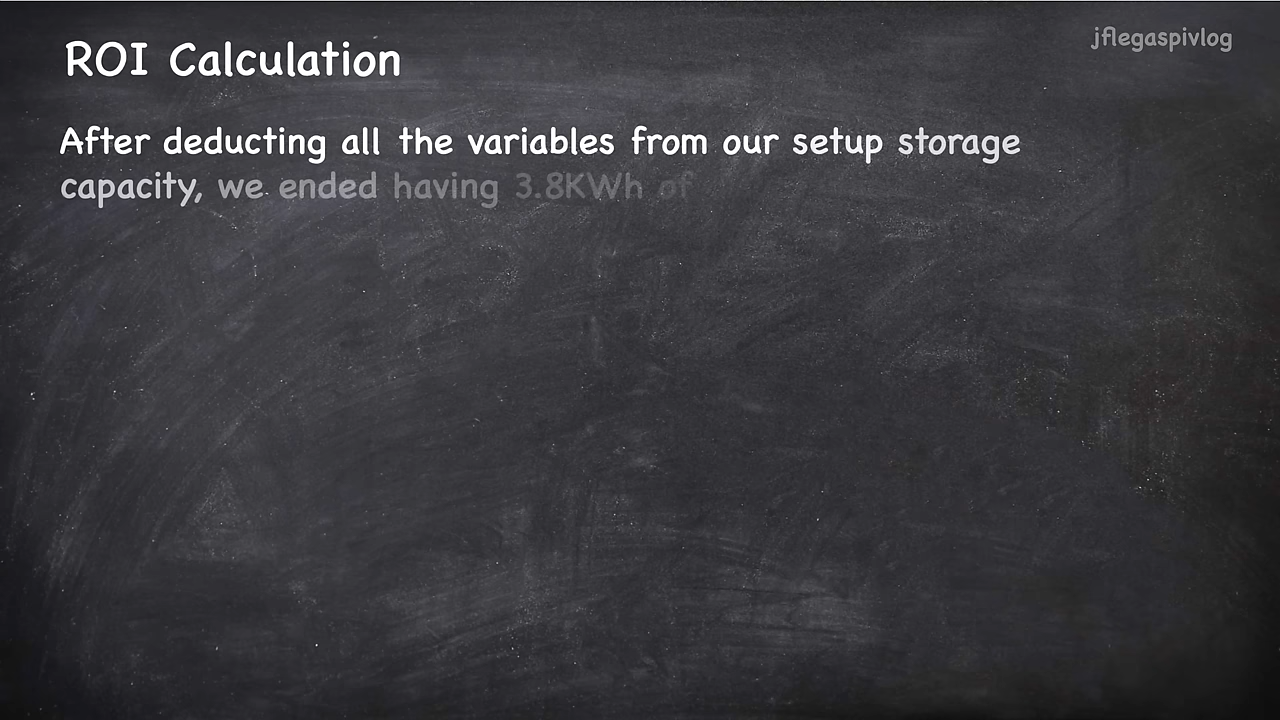 ROI Calculation
jflegaspivlog
After deducting all the variables from our setup storage
capacity, we ended having 3.8KWh of